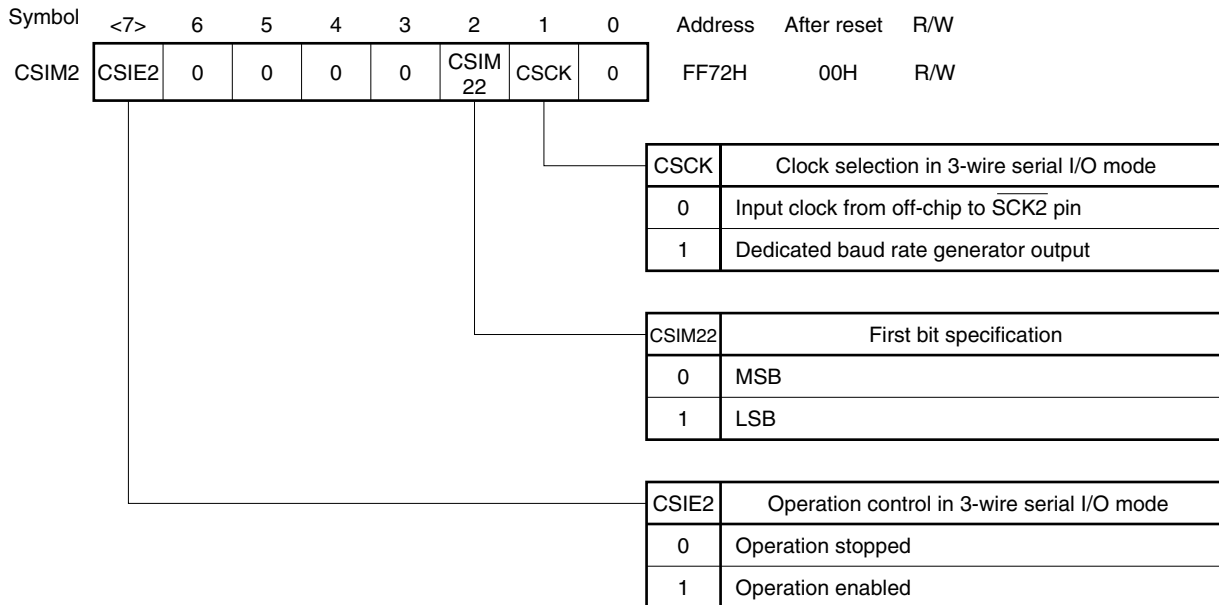 Symbol <7> 6 5 4 3 2 1 0 Address After reset R/W
CSIM2 CSIE2 0 0 0 0 CSIM 22 CSCK 0 FF72H 00H R/W
CSCK Clock selection in 3-wire serial I/O mode
0 Input clock from off-chip to S̅C̅K̅2̅ pin
1 Dedicated baud rate generator output
CSIM22 First bit specification
0 MSB
1 LSB
CSIE2 Operation control in 3-wire serial I/O mode
0 Operation stopped
1 Operation enabled